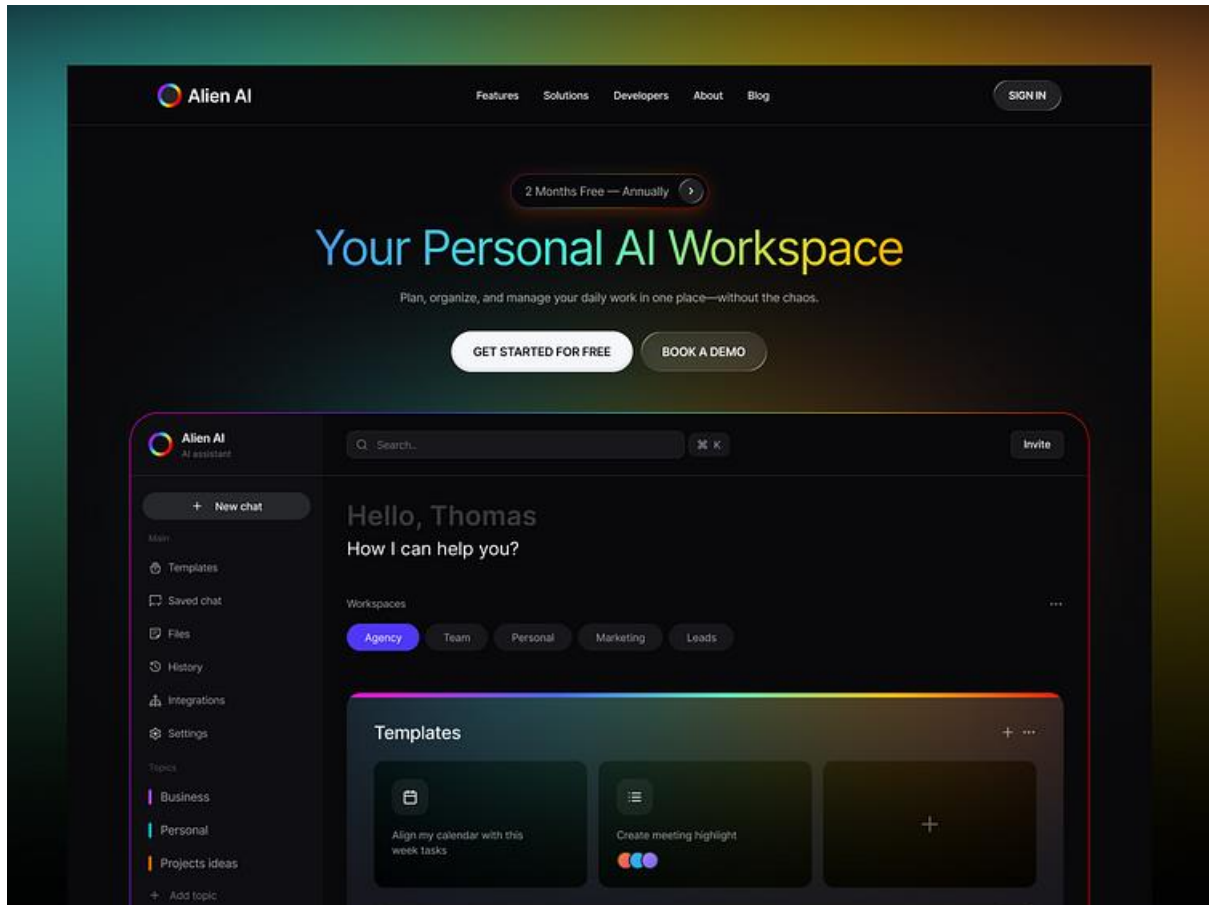 Alien AI
Features Solutions Developers About Blog
SIGN IN
2 Months Free — Annually
Your Personal AI Workspace
Plan, organize, and manage your daily work in one place—without the chaos.
GET STARTED FOR FREE
BOOK A DEMO
Alien AI
AI assistant
Search..
⌘ K
Invite
New chat
Main
Templates
Saved chat
Files
History
Integrations
Settings
Topics
Business
Personal
Projects ideas
Add topic
Hello, Thomas
How I can help you?
Workspaces
Agency Team Personal Marketing Leads
Templates
Align my calendar with this
week tasks
Create meeting highlight